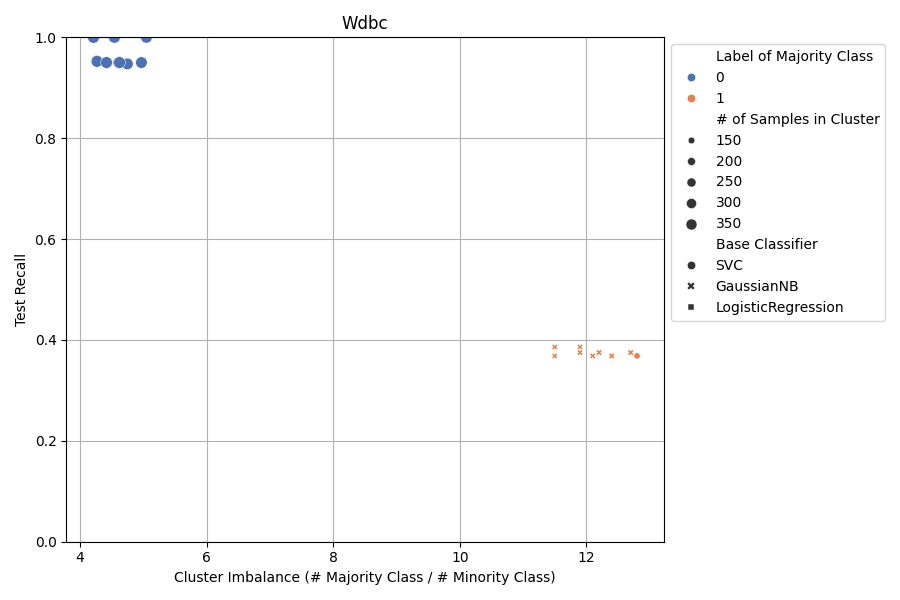 Wdbc
1.0
0.8
0.6
0.4
0.2
0.0
Test Recall
4
6
8
10
12
Cluster Imbalance (# Majority Class / # Minority Class)
Label of Majority Class
0
1
# of Samples in Cluster
150
200
250
300
350
Base Classifier
SVC
GaussianNB
LogisticRegression